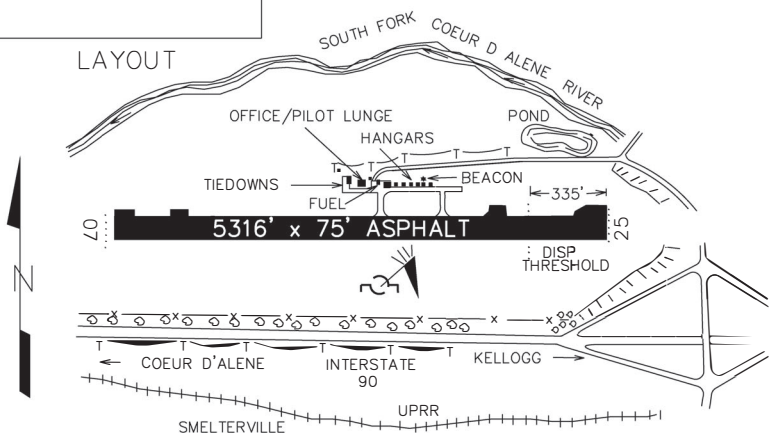 LAYOUT
SOUTH FORK COEUR D ALENE RIVER
OFFICE/PILOT LUNGE
POND
HANGARS
T T T T T
TIEDOWNS
BEACON
FUEL
335'
07
5316' x 75' ASPHALT
25
DISP
THRESHOLD
N
x x x x x x x x
T T T T T
COEUR D'ALENE
INTERSTATE
90
KELLOGG
UPRR
SMELTERVILLE